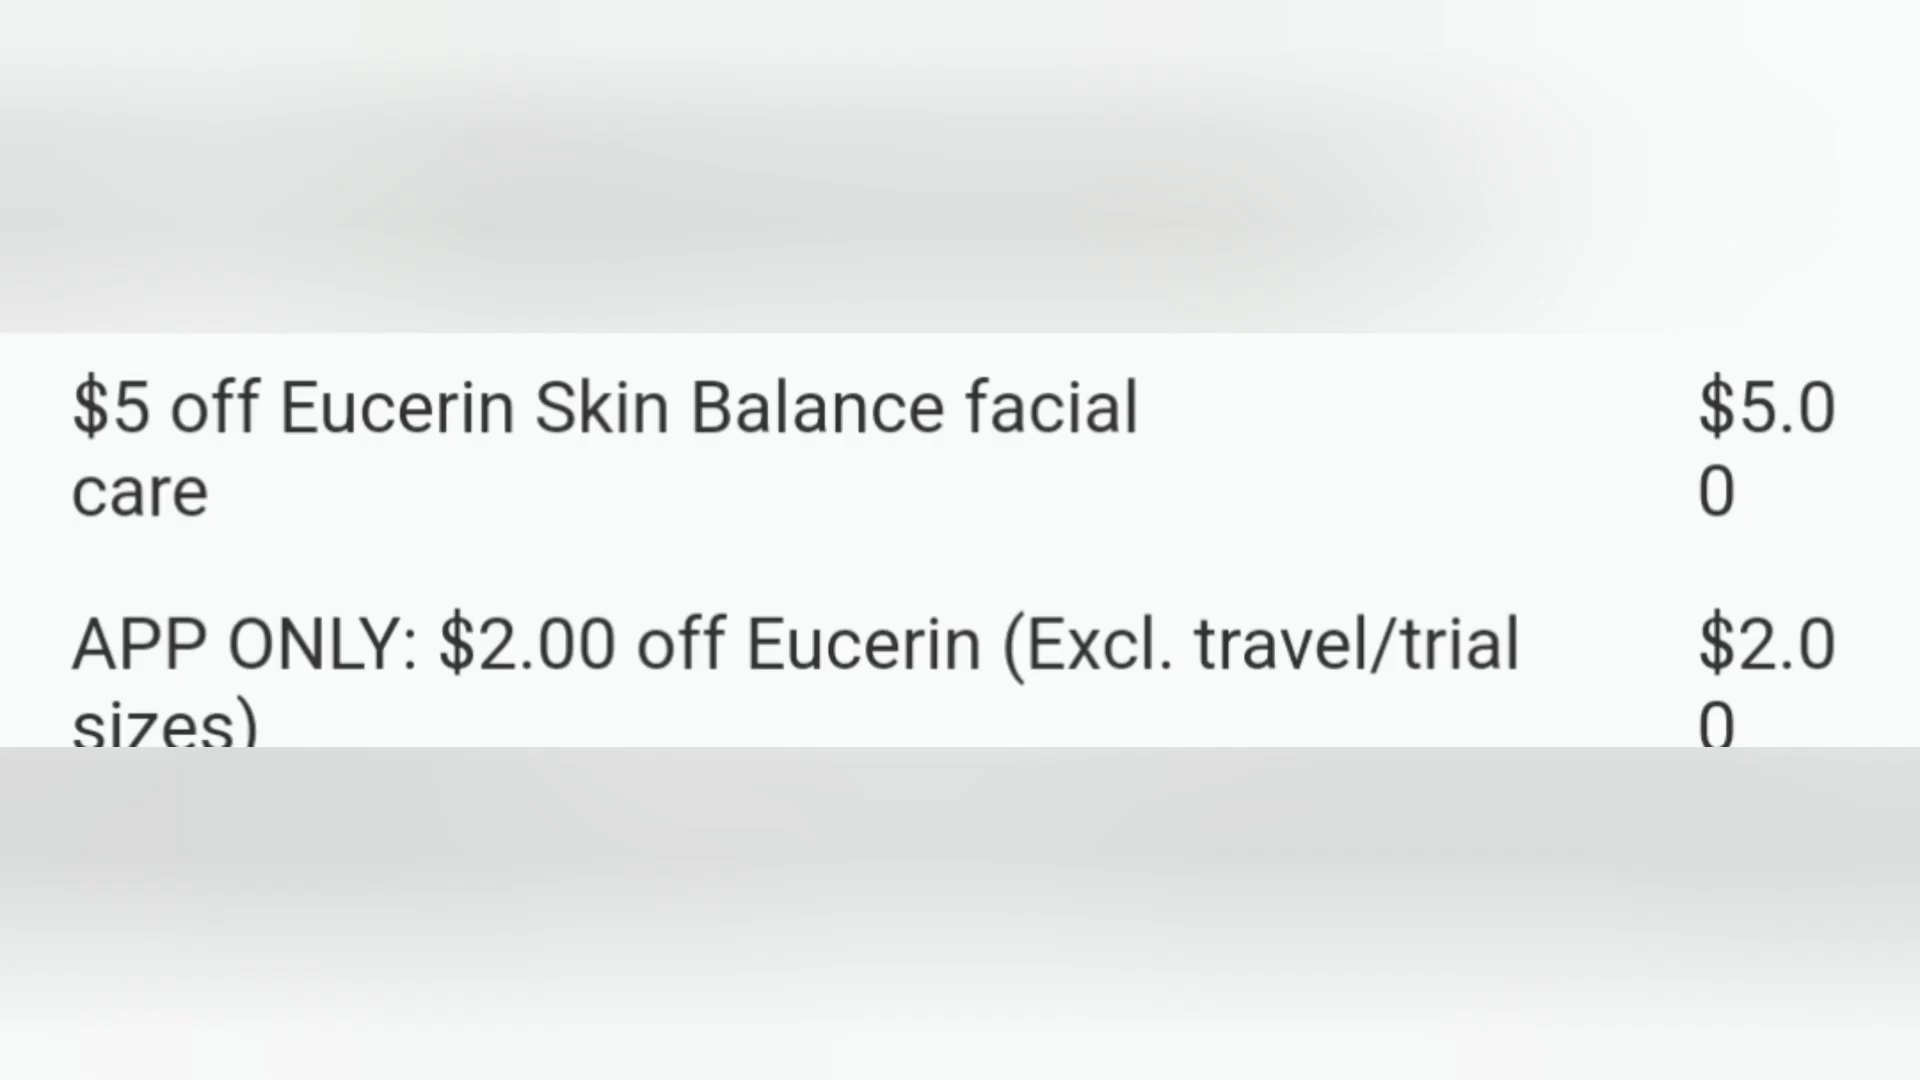 $5 off Eucerin Skin Balance facial $5.0
care 0
APP ONLY: $2.00 off Eucerin (Excl. travel/trial $2.0
sizes) 0